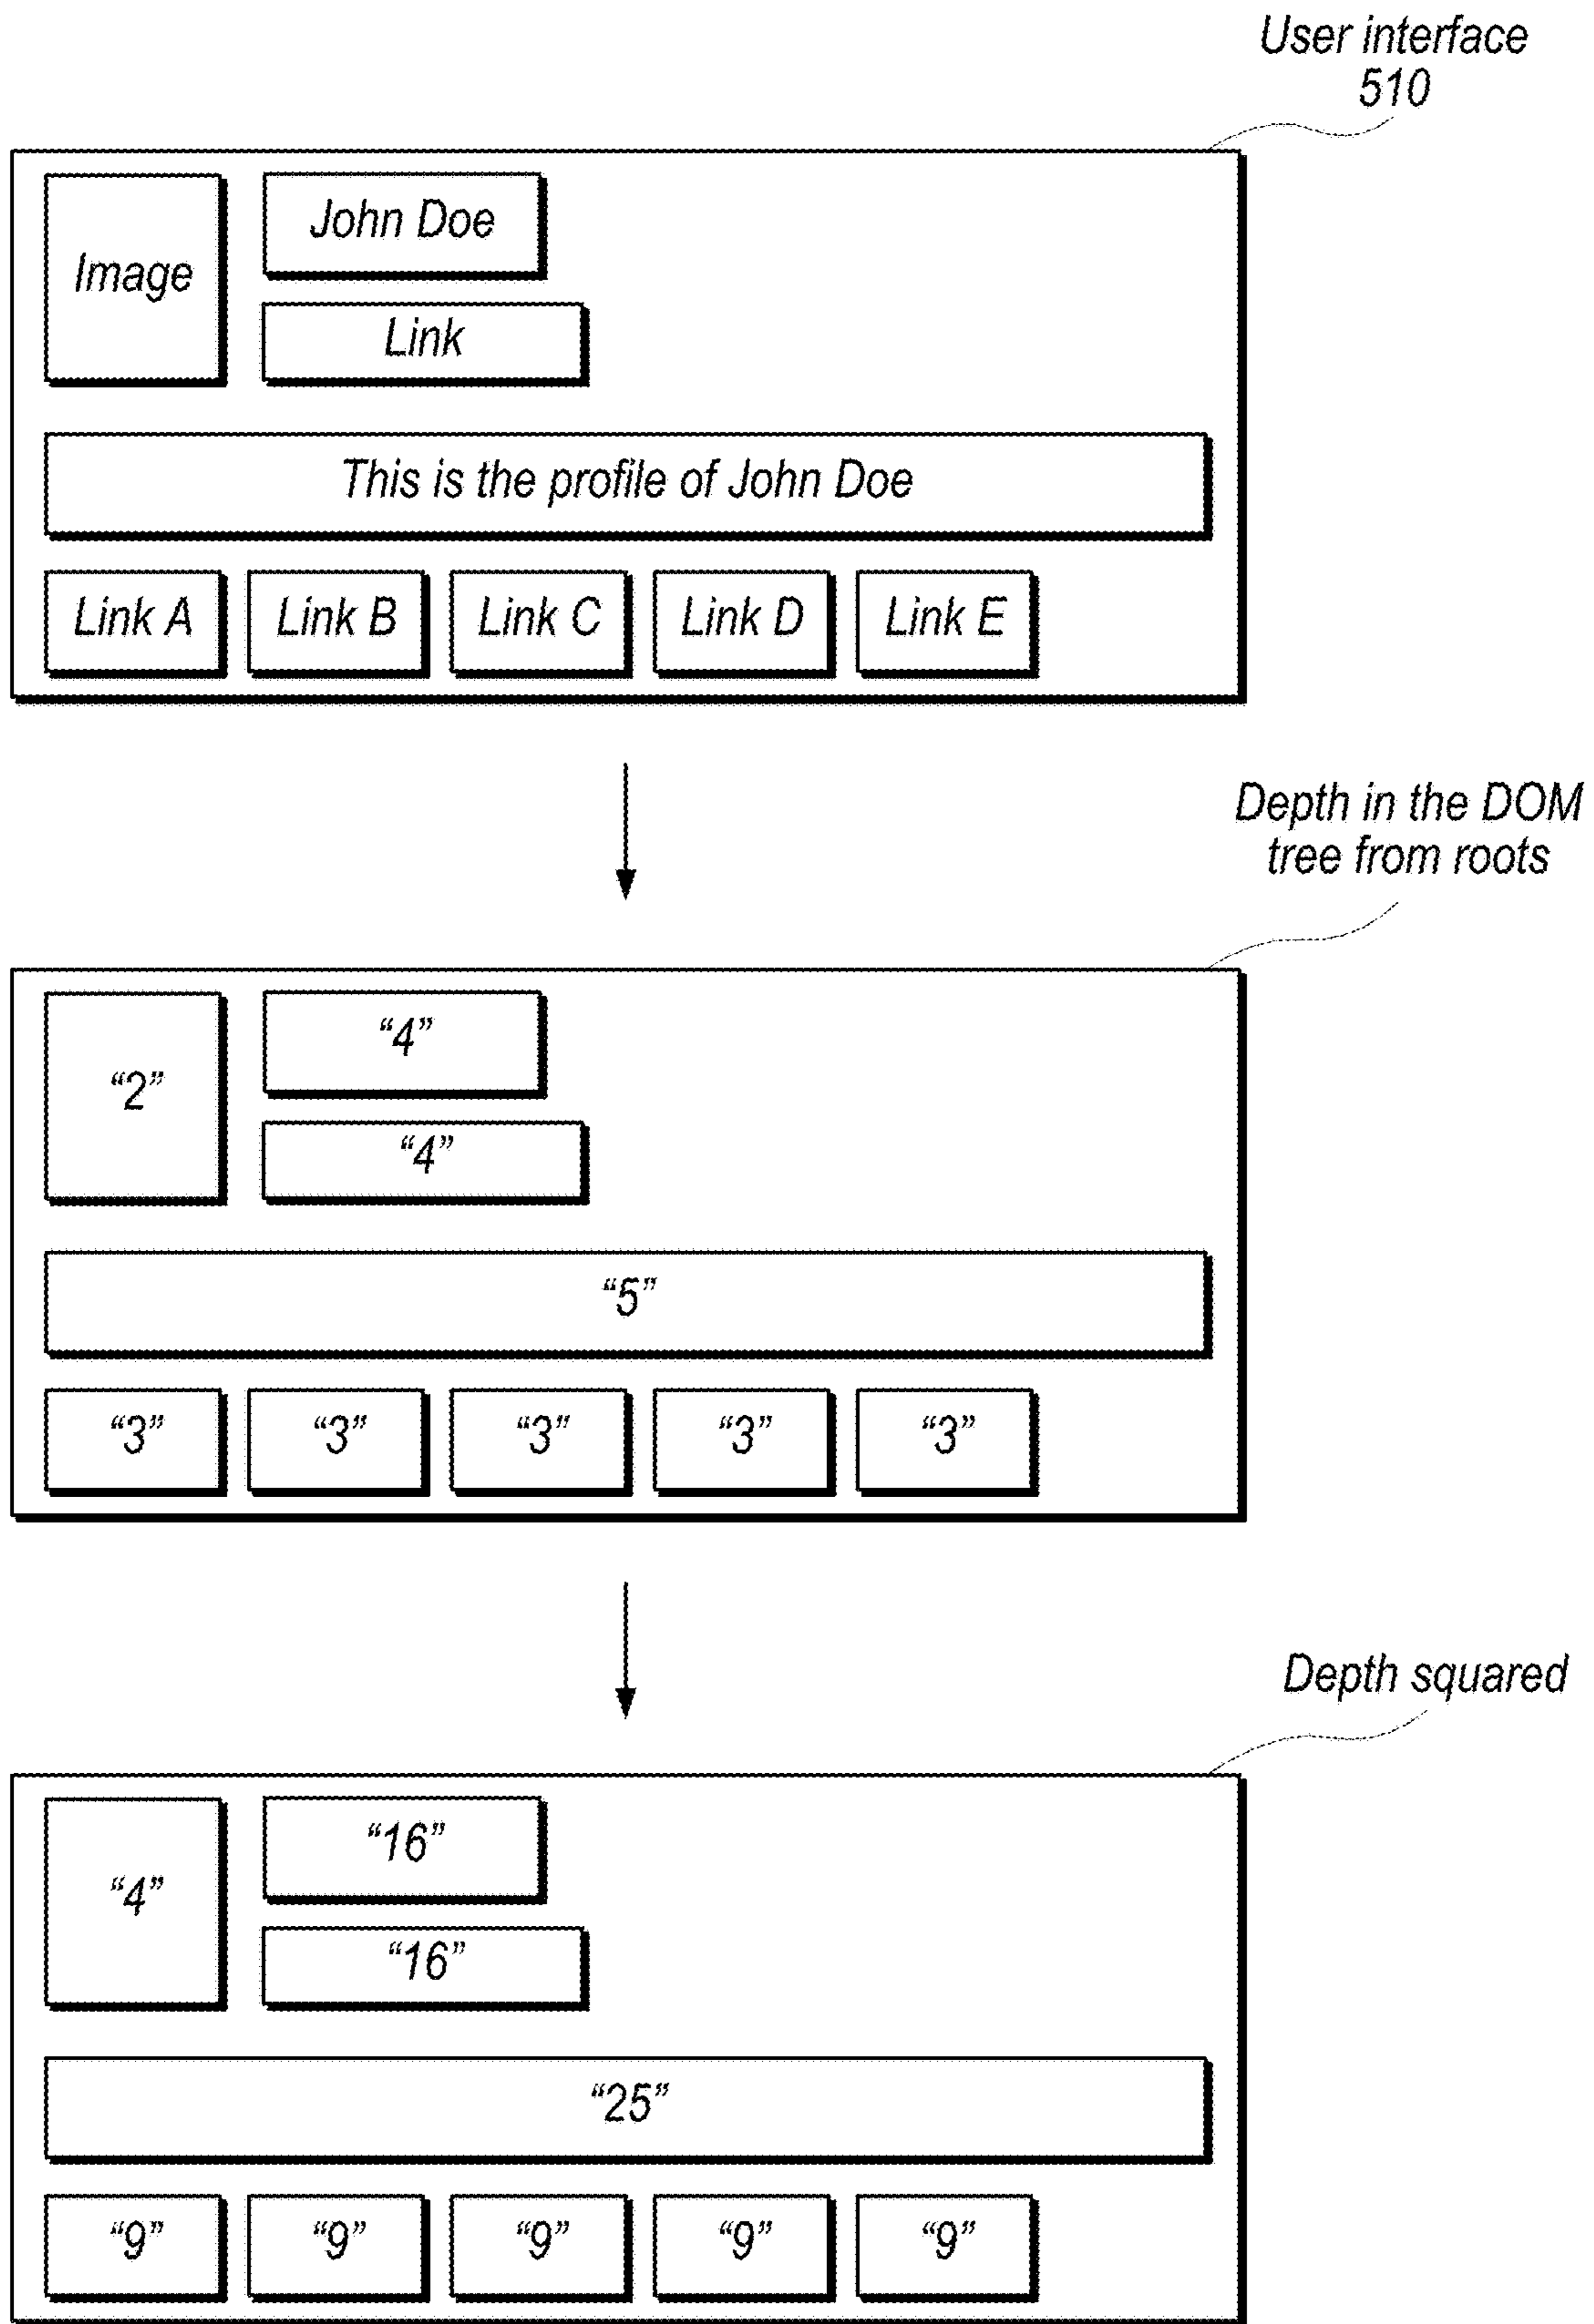 User interface
510
John Doe
Image
Link
This is the profile of John Doe
Link A Link B Link C Link D Link E
Depth in the DOM
tree from roots
“4”
“2”
“4”
“5”
“3” “3” “3” “3” “3”
Depth squared
“16”
“4”
“16”
“25”
“9” “9” “9” “9” “9”